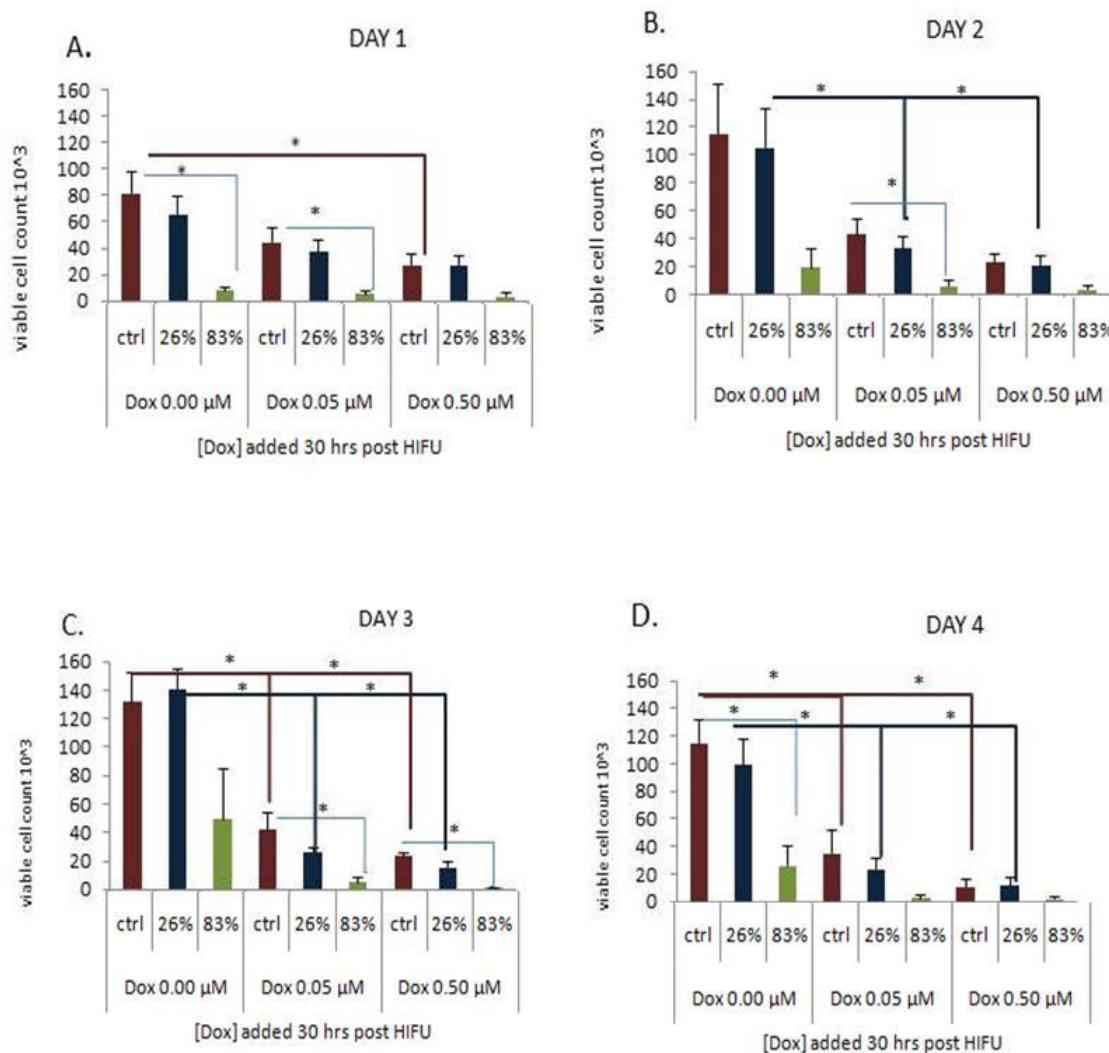 A.
DAY 1
viable cell count 10^3
160
140
120
100
80
60
40
20
0
*
*
*
ctrl 26% 83% ctrl 26% 83% ctrl 26% 83%
Dox 0.00 µM Dox 0.05 µM Dox 0.50 µM
[Dox] added 30 hrs post HIFU
B.
DAY 2
viable cell count 10^3
160
140
120
100
80
60
40
20
0
* *
*
ctrl 26% 83% ctrl 26% 83% ctrl 26% 83%
Dox 0.00 µM Dox 0.05 µM Dox 0.50 µM
[Dox] added 30 hrs post HIFU
C.
DAY 3
viable cell count 10^3
160
140
120
100
80
60
40
20
0
* *
* *
*
*
ctrl 26% 83% ctrl 26% 83% ctrl 26% 83%
Dox 0.00 µM Dox 0.05 µM Dox 0.50 µM
[Dox] added 30 hrs post HIFU
D.
DAY 4
viable cell count 10^3
160
140
120
100
80
60
40
20
0
* *
* * *
ctrl 26% 83% ctrl 26% 83% ctrl 26% 83%
Dox 0.00 µM Dox 0.05 µM Dox 0.50 µM
[Dox] added 30 hrs post HIFU